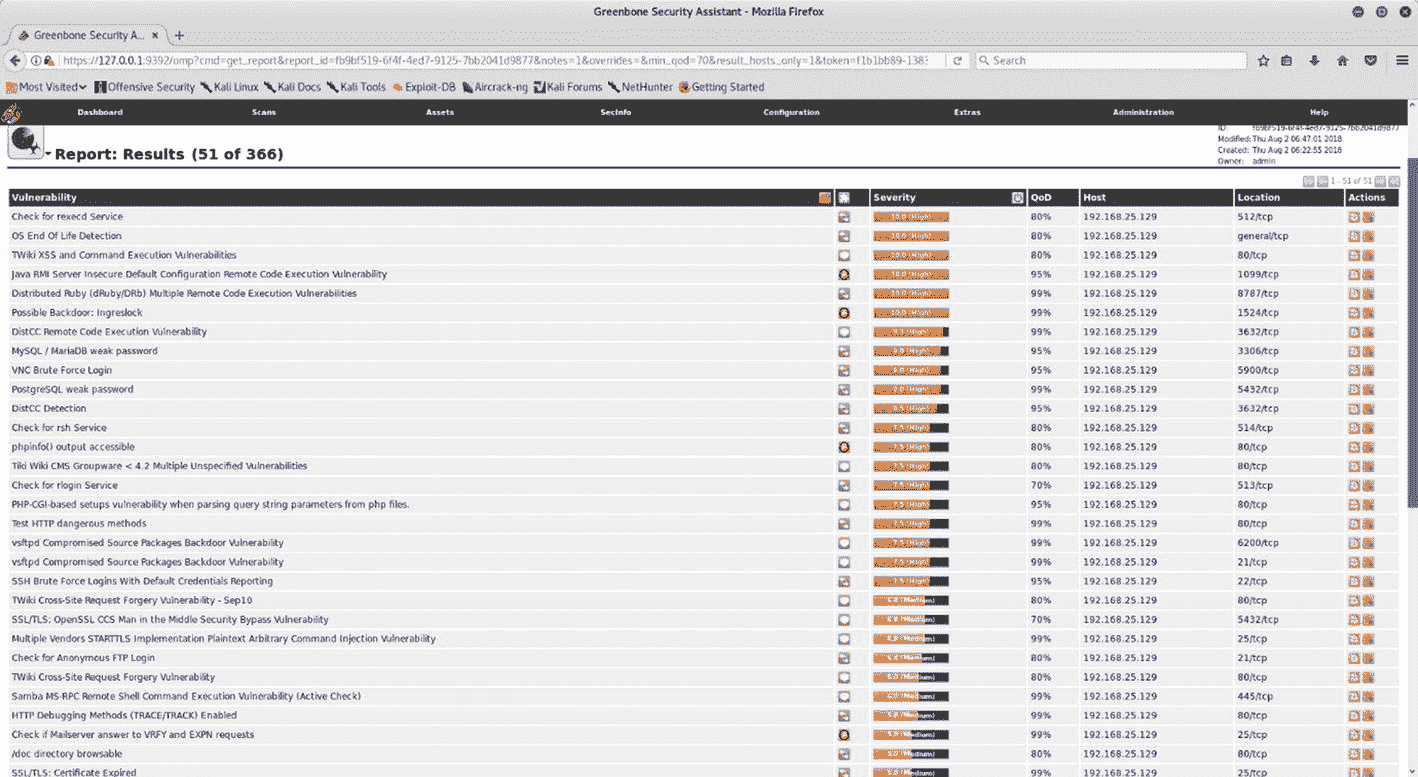 Greenbone Security Assistant - Mozilla Firefox
Greenbone Security A...
https://127.0.0.1:9392/omp?cmd=get_report&report_id=fb9bf519-6f4f-4ed7-9125-7bb2041d9877&notes=1&overrides=&min_qod=70&result_hosts_only=1&token=f1b1bb89-1383
Search
Most Visited Offensive Security Kali Linux Kali Docs Kali Tools Exploit-DB Aircrack-ng Kali Forums NetHunter Getting Started
Dashboard Scans Assets SecInfo Configuration Extras Administration Help
ID: fb9bf519-6f4f-4ed7-9125-7bb2041d9877
Modified: Thu Aug 2 06:47:01 2018
Created: Thu Aug 2 06:22:55 2018
Owner: admin
Report: Results (51 of 366)
1 - 51 of 51
Vulnerability Severity QoD Host Location Actions
Check for rexecd Service 10.0 (High) 80% 192.168.25.129 512/tcp
OS End Of Life Detection 10.0 (High) 80% 192.168.25.129 general/tcp
TWiki XSS and Command Execution Vulnerabilities 10.0 (High) 80% 192.168.25.129 80/tcp
Java RMI Server Insecure Default Configuration Remote Code Execution Vulnerability 10.0 (High) 95% 192.168.25.129 1099/tcp
Distributed Ruby (dRuby/DRb) Multiple Remote Code Execution Vulnerabilities 10.0 (High) 99% 192.168.25.129 8787/tcp
Possible Backdoor: Ingreslock 10.0 (High) 99% 192.168.25.129 1524/tcp
DistCC Remote Code Execution Vulnerability 9.3 (High) 99% 192.168.25.129 3632/tcp
MySQL / MariaDB weak password 9.0 (High) 95% 192.168.25.129 3306/tcp
VNC Brute Force Login 9.0 (High) 95% 192.168.25.129 5900/tcp
PostgreSQL weak password 9.0 (High) 99% 192.168.25.129 5432/tcp
DistCC Detection 8.5 (High) 95% 192.168.25.129 3632/tcp
Check for rsh Service 7.5 (High) 80% 192.168.25.129 514/tcp
phpinfo() output accessible 7.5 (High) 80% 192.168.25.129 80/tcp
Tiki Wiki CMS Groupware < 4.2 Multiple Unspecified Vulnerabilities 7.5 (High) 80% 192.168.25.129 80/tcp
Check for rlogin Service 7.5 (High) 70% 192.168.25.129 513/tcp
PHP-CGI-based setups vulnerability when parsing query string parameters from php files. 7.5 (High) 95% 192.168.25.129 80/tcp
Test HTTP dangerous methods 7.5 (High) 99% 192.168.25.129 80/tcp
vsftpd Compromised Source Packages Backdoor Vulnerability 7.5 (High) 99% 192.168.25.129 6200/tcp
vsftpd Compromised Source Packages Backdoor Vulnerability 7.5 (High) 99% 192.168.25.129 21/tcp
SSH Brute Force Logins With Default Credentials Reporting 7.5 (High) 95% 192.168.25.129 22/tcp
TWiki Cross-Site Request Forgery Vulnerability - Sep10 (Medium) 80% 192.168.25.129 80/tcp
SSL/TLS: OpenSSL CCS Man in the Middle Security Bypass Vulnerability (Medium) 70% 192.168.25.129 5432/tcp
Multiple Vendors STARTTLS Implementation Plaintext Arbitrary Command Injection Vulnerability (Medium) 99% 192.168.25.129 25/tcp
Check for Anonymous FTP Login (Medium) 80% 192.168.25.129 21/tcp
TWiki Cross-Site Request Forgery Vulnerability (Medium) 80% 192.168.25.129 80/tcp
Samba MS-RPC Remote Shell Command Execution Vulnerability (Active Check) (Medium) 99% 192.168.25.129 445/tcp
HTTP Debugging Methods (TRACE/TRACK) Enabled (Medium) 99% 192.168.25.129 80/tcp
Check if Mailserver answer to VRFY and EXPN requests 5.0 (Medium) 99% 192.168.25.129 25/tcp
/doc directory browsable 5.0 (Medium) 80% 192.168.25.129 80/tcp
SSL/TLS: Certificate Expired 5.0 (Medium) 99% 192.168.25.129 25/tcp